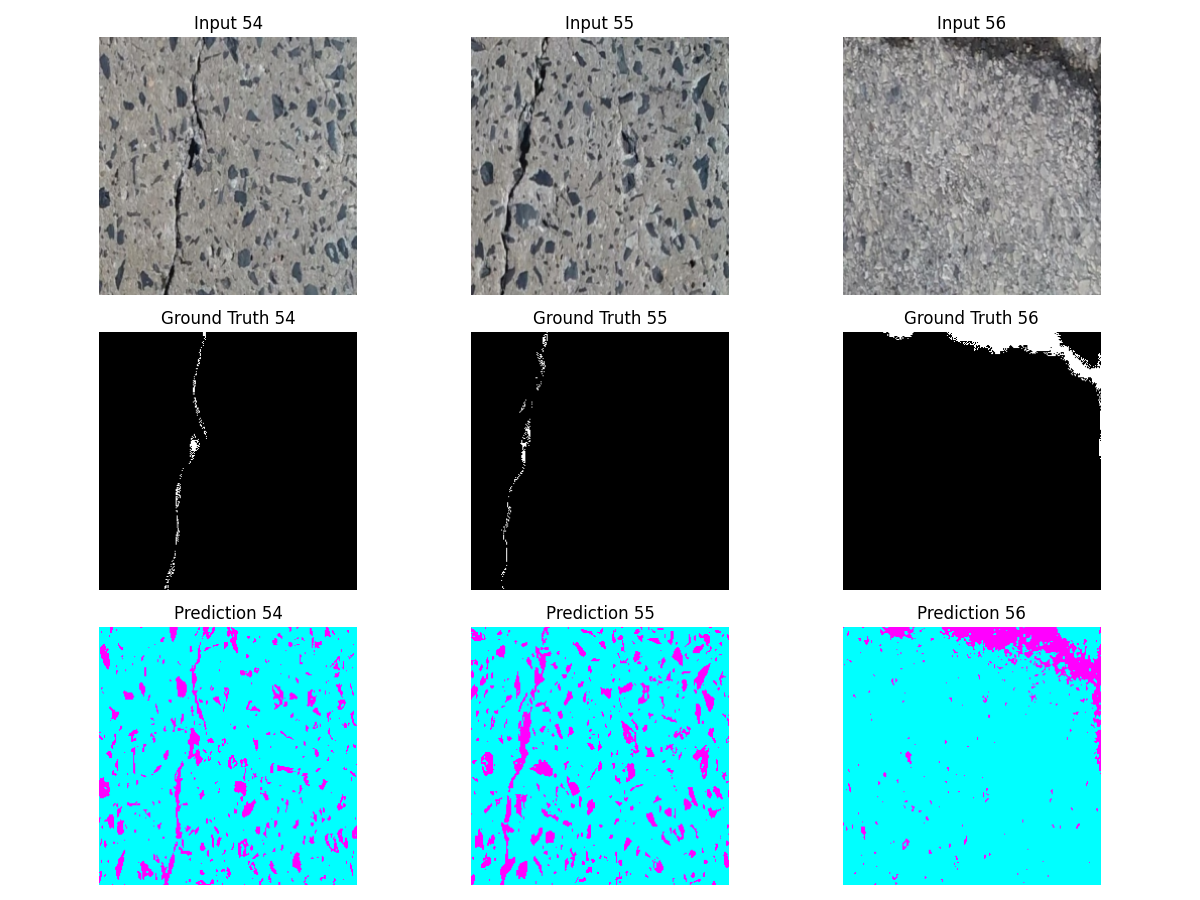 Input 54
Input 55
Input 56
Ground Truth 54
Ground Truth 55
Ground Truth 56
Prediction 54
Prediction 55
Prediction 56